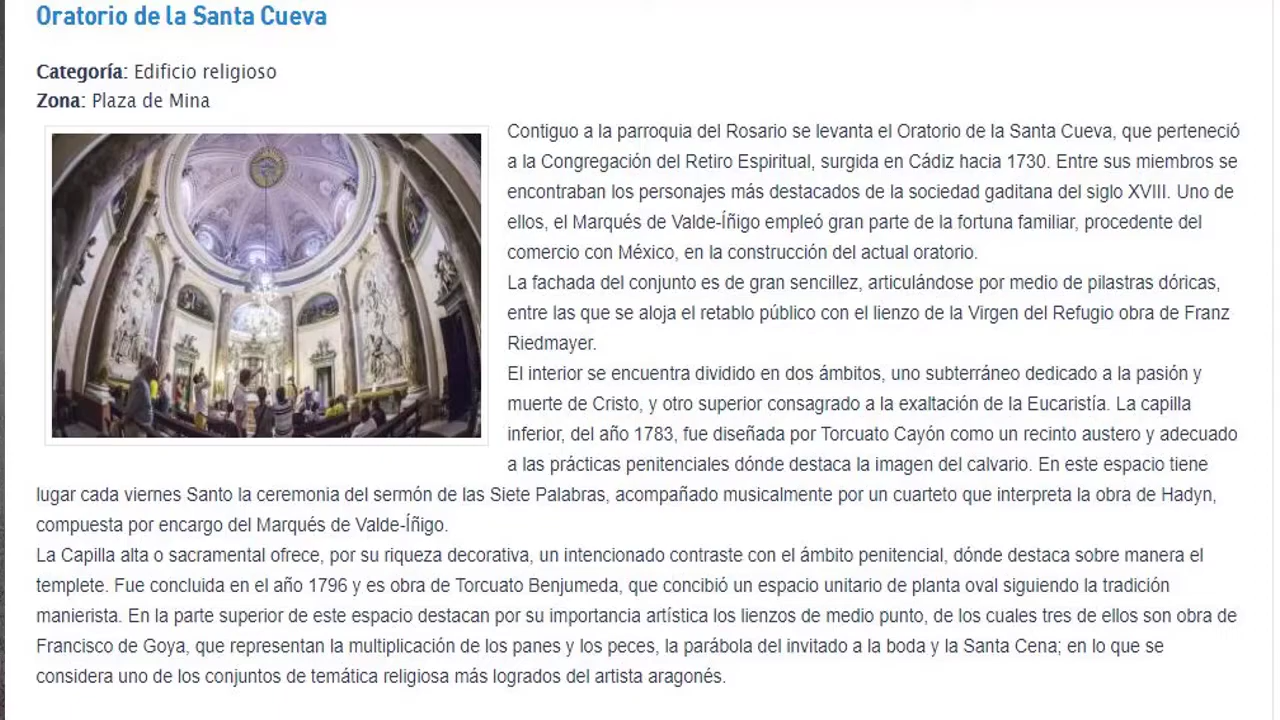 Oratorio de la Santa Cueva
Categoría: Edificio religioso
Zona: Plaza de Mina
Contiguo a la parroquia del Rosario se levanta el Oratorio de la Santa Cueva, que perteneció
a la Congregación del Retiro Espiritual, surgida en Cádiz hacia 1730. Entre sus miembros se
encontraban los personajes más destacados de la sociedad gaditana del siglo XVIII. Uno de
ellos, el Marqués de Valde-Íñigo empleó gran parte de la fortuna familiar, procedente del
comercio con México, en la construcción del actual oratorio.
La fachada del conjunto es de gran sencillez, articulándose por medio de pilastras dóricas,
entre las que se aloja el retablo público con el lienzo de la Virgen del Refugio obra de Franz
Riedmayer.
El interior se encuentra dividido en dos ámbitos, uno subterráneo dedicado a la pasión y
muerte de Cristo, y otro superior consagrado a la exaltación de la Eucaristía. La capilla
inferior, del año 1783, fue diseñada por Torcuato Cayón como un recinto austero y adecuado
a las prácticas penitenciales dónde destaca la imagen del calvario. En este espacio tiene
lugar cada viernes Santo la ceremonia del sermón de las Siete Palabras, acompañado musicalmente por un cuarteto que interpreta la obra de Hadyn,
compuesta por encargo del Marqués de Valde-Íñigo.
La Capilla alta o sacramental ofrece, por su riqueza decorativa, un intencionado contraste con el ámbito penitencial, dónde destaca sobre manera el
templete. Fue concluida en el año 1796 y es obra de Torcuato Benjumeda, que concibió un espacio unitario de planta oval siguiendo la tradición
manierista. En la parte superior de este espacio destacan por su importancia artística los lienzos de medio punto, de los cuales tres de ellos son obra de
Francisco de Goya, que representan la multiplicación de los panes y los peces, la parábola del invitado a la boda y la Santa Cena; en lo que se
considera uno de los conjuntos de temática religiosa más logrados del artista aragonés.